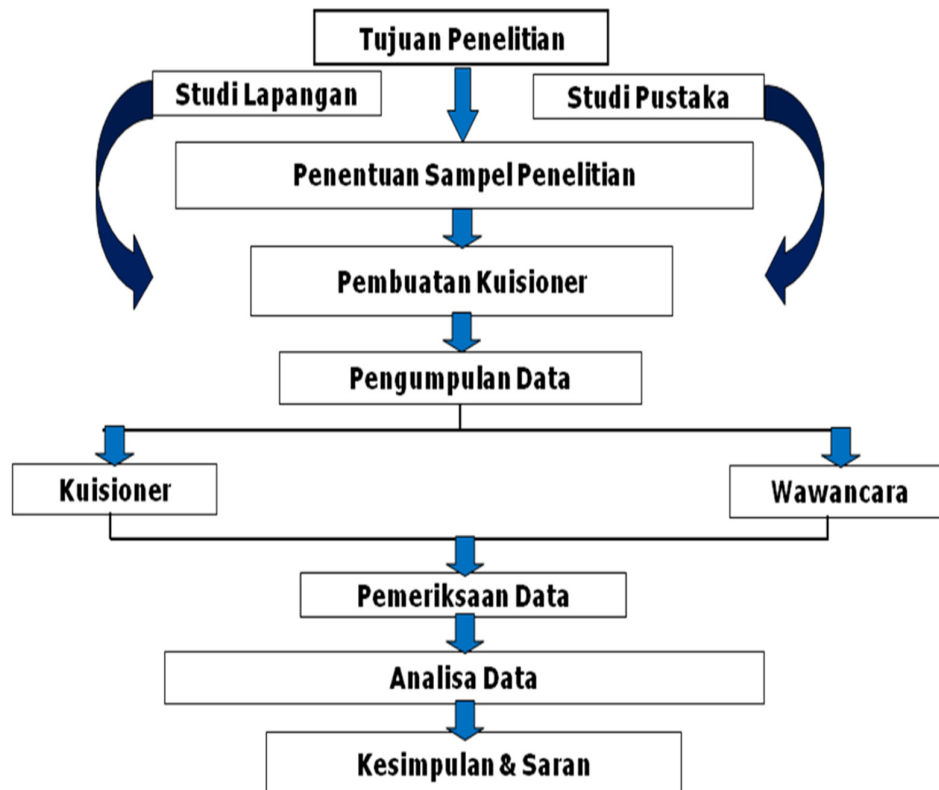 Tujuan Penelitian
Studi Lapangan
Studi Pustaka
Penentuan Sampel Penelitian
Pembuatan Kuisioner
Pengumpulan Data
Kuisioner
Wawancara
Pemeriksaan Data
Analisa Data
Kesimpulan & Saran